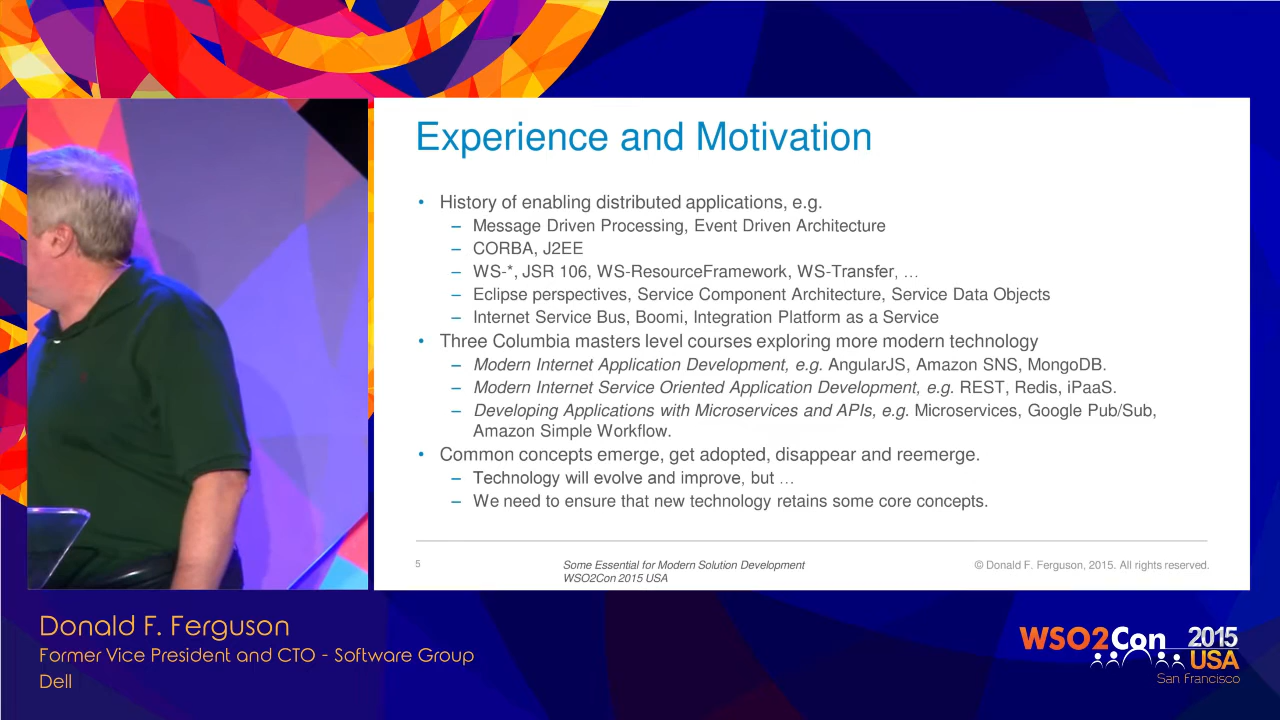 Experience and Motivation
• History of enabling distributed applications, e.g.
– Message Driven Processing, Event Driven Architecture
– CORBA, J2EE
– WS-*, JSR 106, WS-ResourceFramework, WS-Transfer, …
– Eclipse perspectives, Service Component Architecture, Service Data Objects
– Internet Service Bus, Boomi, Integration Platform as a Service
• Three Columbia masters level courses exploring more modern technology
– Modern Internet Application Development, e.g. AngularJS, Amazon SNS, MongoDB.
– Modern Internet Service Oriented Application Development, e.g. REST, Redis, iPaaS.
– Developing Applications with Microservices and APIs, e.g. Microservices, Google Pub/Sub,
Amazon Simple Workflow.
• Common concepts emerge, get adopted, disappear and reemerge.
– Technology will evolve and improve, but …
– We need to ensure that new technology retains some core concepts.
5
Some Essential for Modern Solution Development
WSO2Con 2015 USA
© Donald F. Ferguson, 2015. All rights reserved.
Donald F. Ferguson
Former Vice President and CTO - Software Group
Dell
WSO2Con 2015
USA
San Francisco